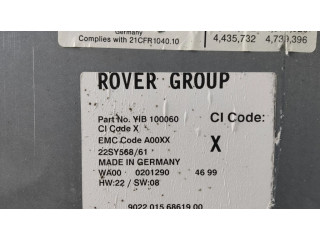 Germany
Complies with 21CFR1040.10
4,435,732 4,739,396
ROVER GROUP
Part No. YIB 100060
CI Code: X
CI Code X
EMC Code A00XX
22SY568/61
MADE IN GERMANY
WA00 0201290 46 99
HW:22 / SW:08
9022 015 68619 00